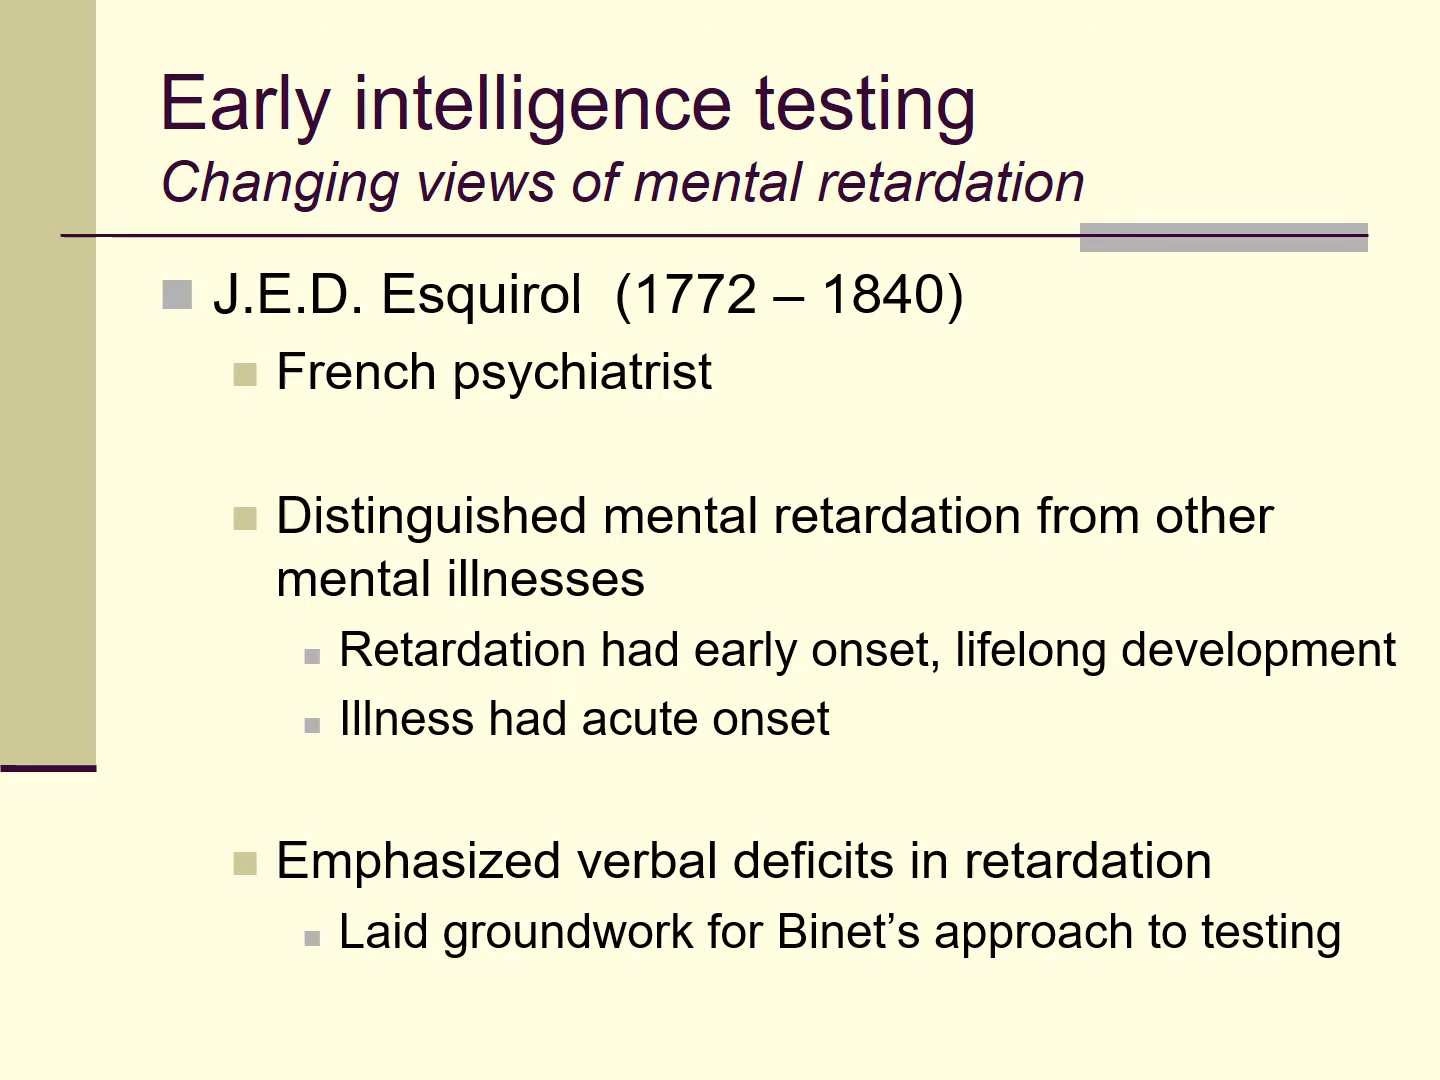 Early intelligence testing
Changing views of mental retardation
J.E.D. Esquirol (1772 – 1840)
French psychiatrist
Distinguished mental retardation from other
mental illnesses
Retardation had early onset, lifelong development
Illness had acute onset
Emphasized verbal deficits in retardation
Laid groundwork for Binet’s approach to testing